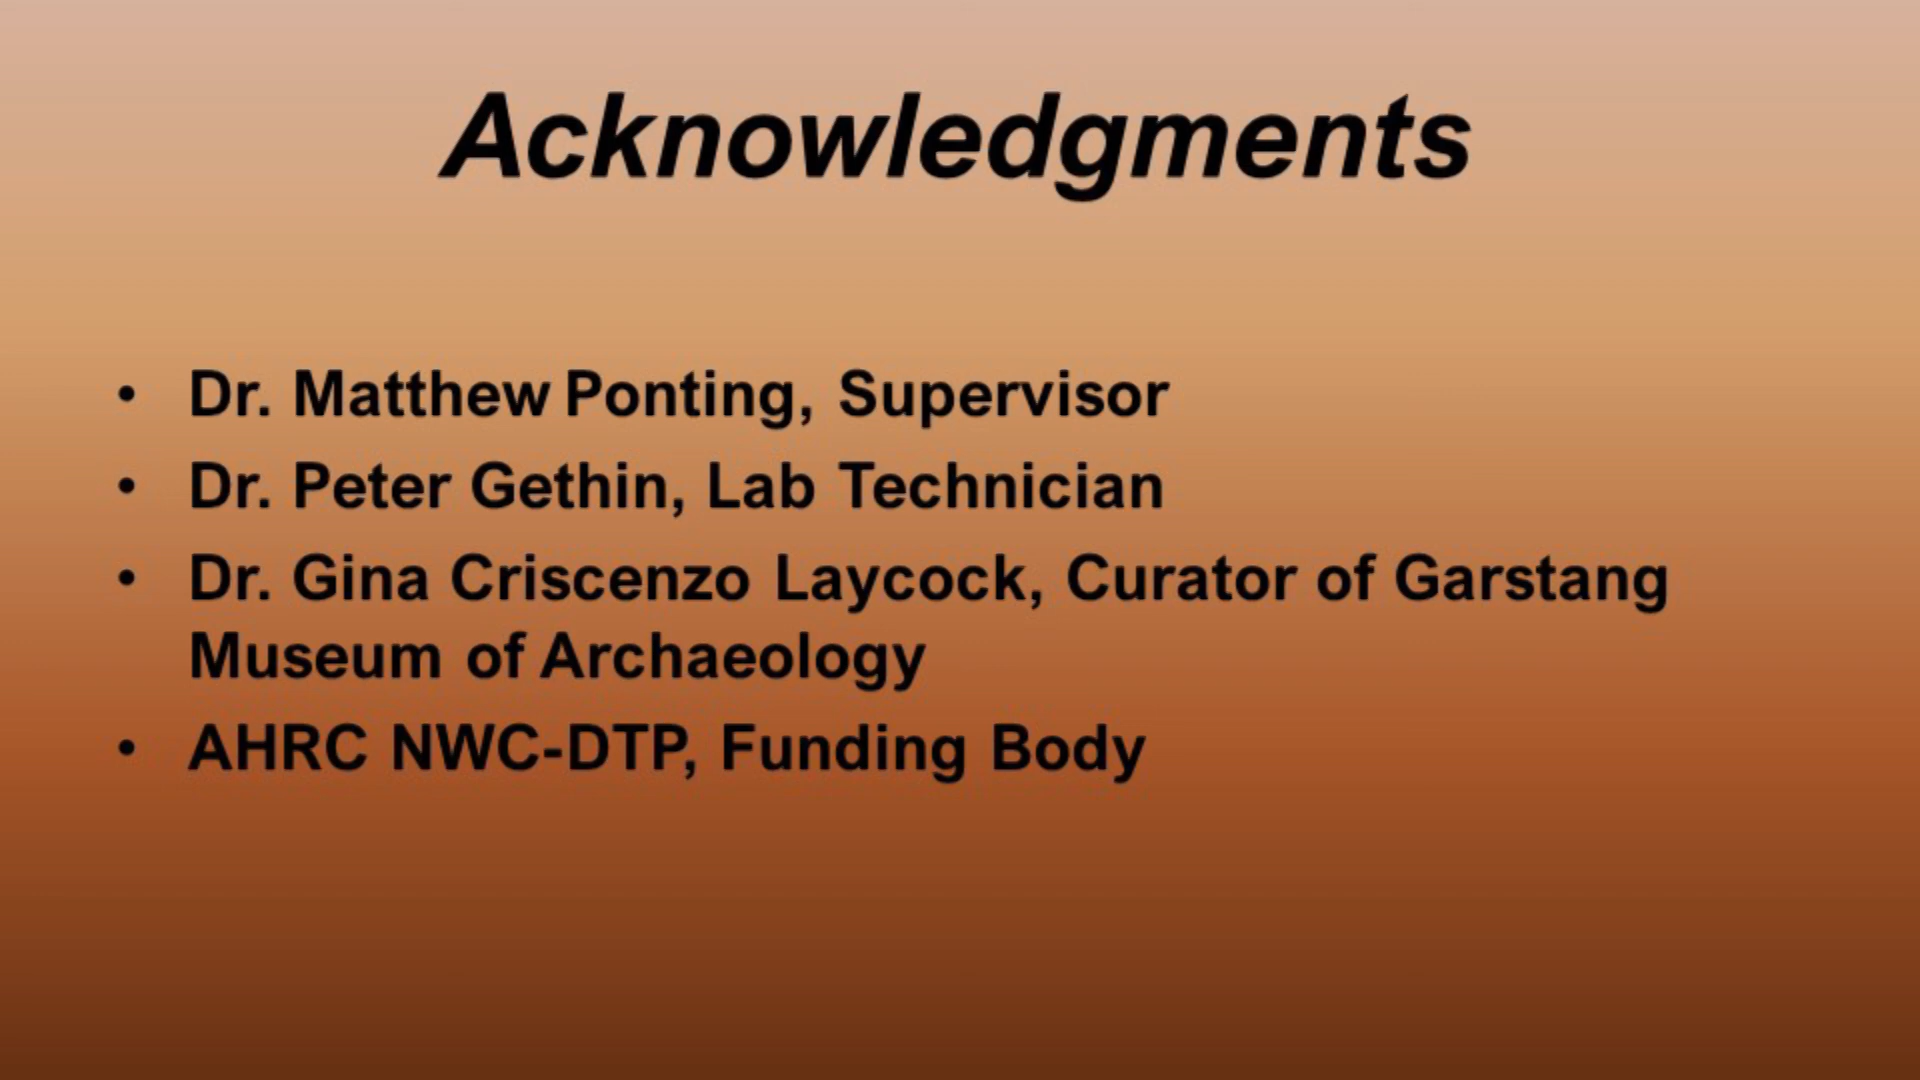 Acknowledgments
• Dr. Matthew Ponting, Supervisor
• Dr. Peter Gethin, Lab Technician
• Dr. Gina Criscenzo Laycock, Curator of Garstang
Museum of Archaeology
• AHRC NWC-DTP, Funding Body